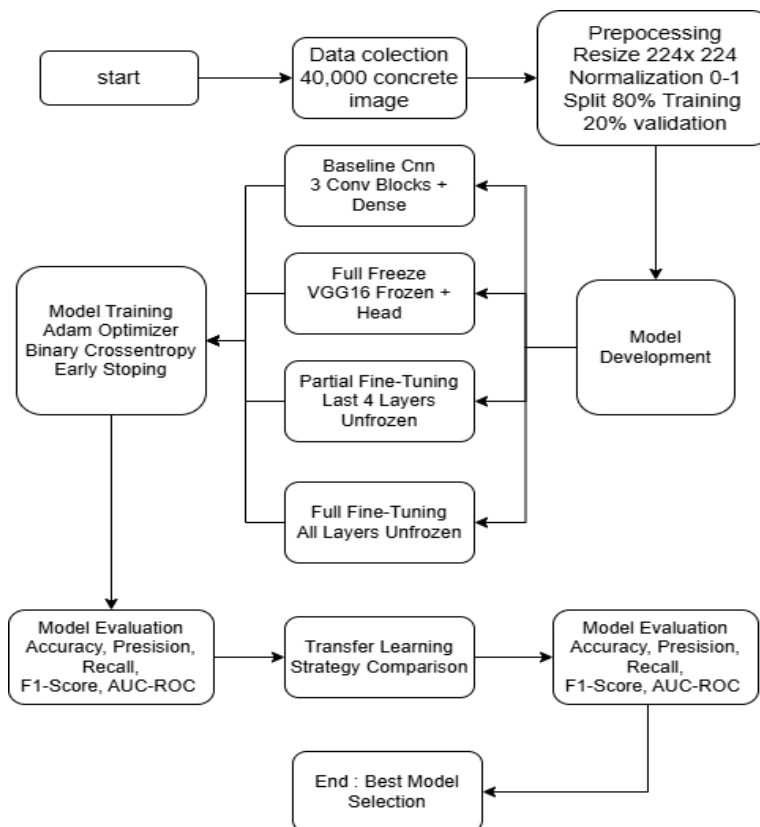 start
Data colection
40,000 concrete
image
Prepocessing
Resize 224x 224
Normalization 0-1
Split 80% Training
20% validation
Baseline Cnn
3 Conv Blocks +
Dense
Full Freeze
VGG16 Frozen +
Head
Partial Fine-Tuning
Last 4 Layers
Unfrozen
Full Fine-Tuning
All Layers Unfrozen
Model
Development
Model Training
Adam Optimizer
Binary Crossentropy
Early Stoping
Model Evaluation
Accuracy, Presision,
Recall,
F1-Score, AUC-ROC
Transfer Learning
Strategy Comparison
Model Evaluation
Accuracy, Presision,
Recall,
F1-Score, AUC-ROC
End : Best Model
Selection